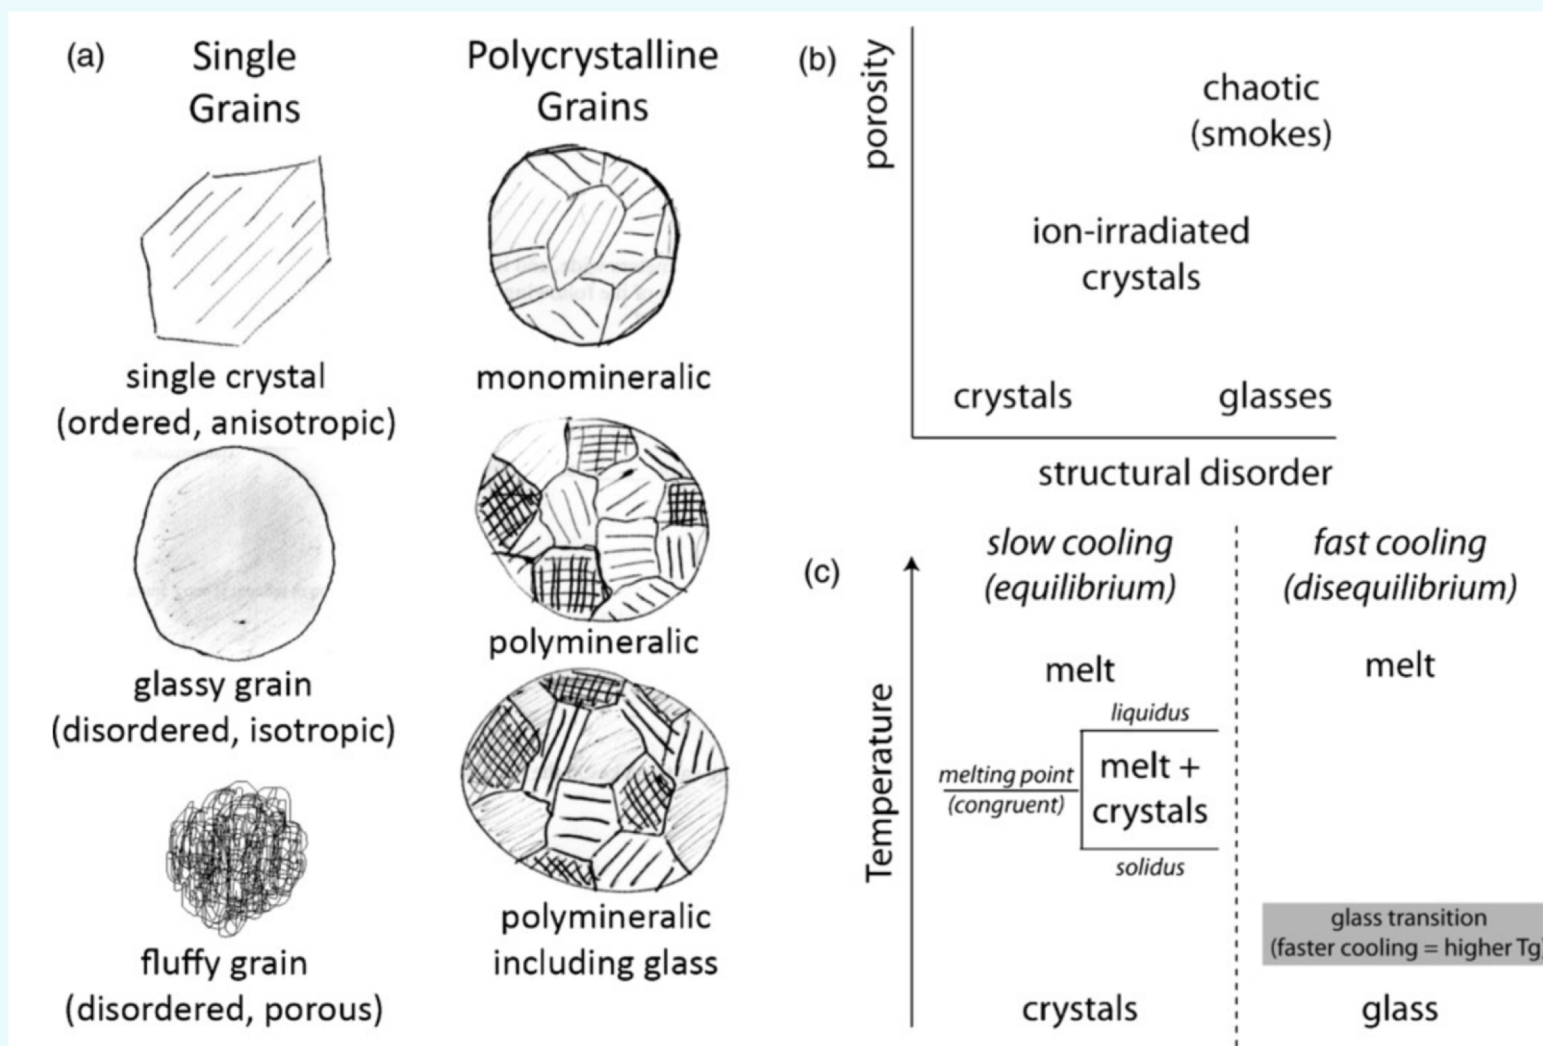 (a)
Single
Grains
Polycrystalline
Grains
single crystal
(ordered, anisotropic)
monomineralic
glassy grain
(disordered, isotropic)
polymineralic
fluffy grain
(disordered, porous)
polymineralic
including glass
(b)
porosity
chaotic
(smokes)
ion-irradiated
crystals
crystals
glasses
structural disorder
(c)
Temperature
slow cooling
(equilibrium)
fast cooling
(disequilibrium)
melt
melt
liquidus
melting point
(congruent)
melt +
crystals
solidus
glass transition
(faster cooling = higher Tg)
crystals
glass